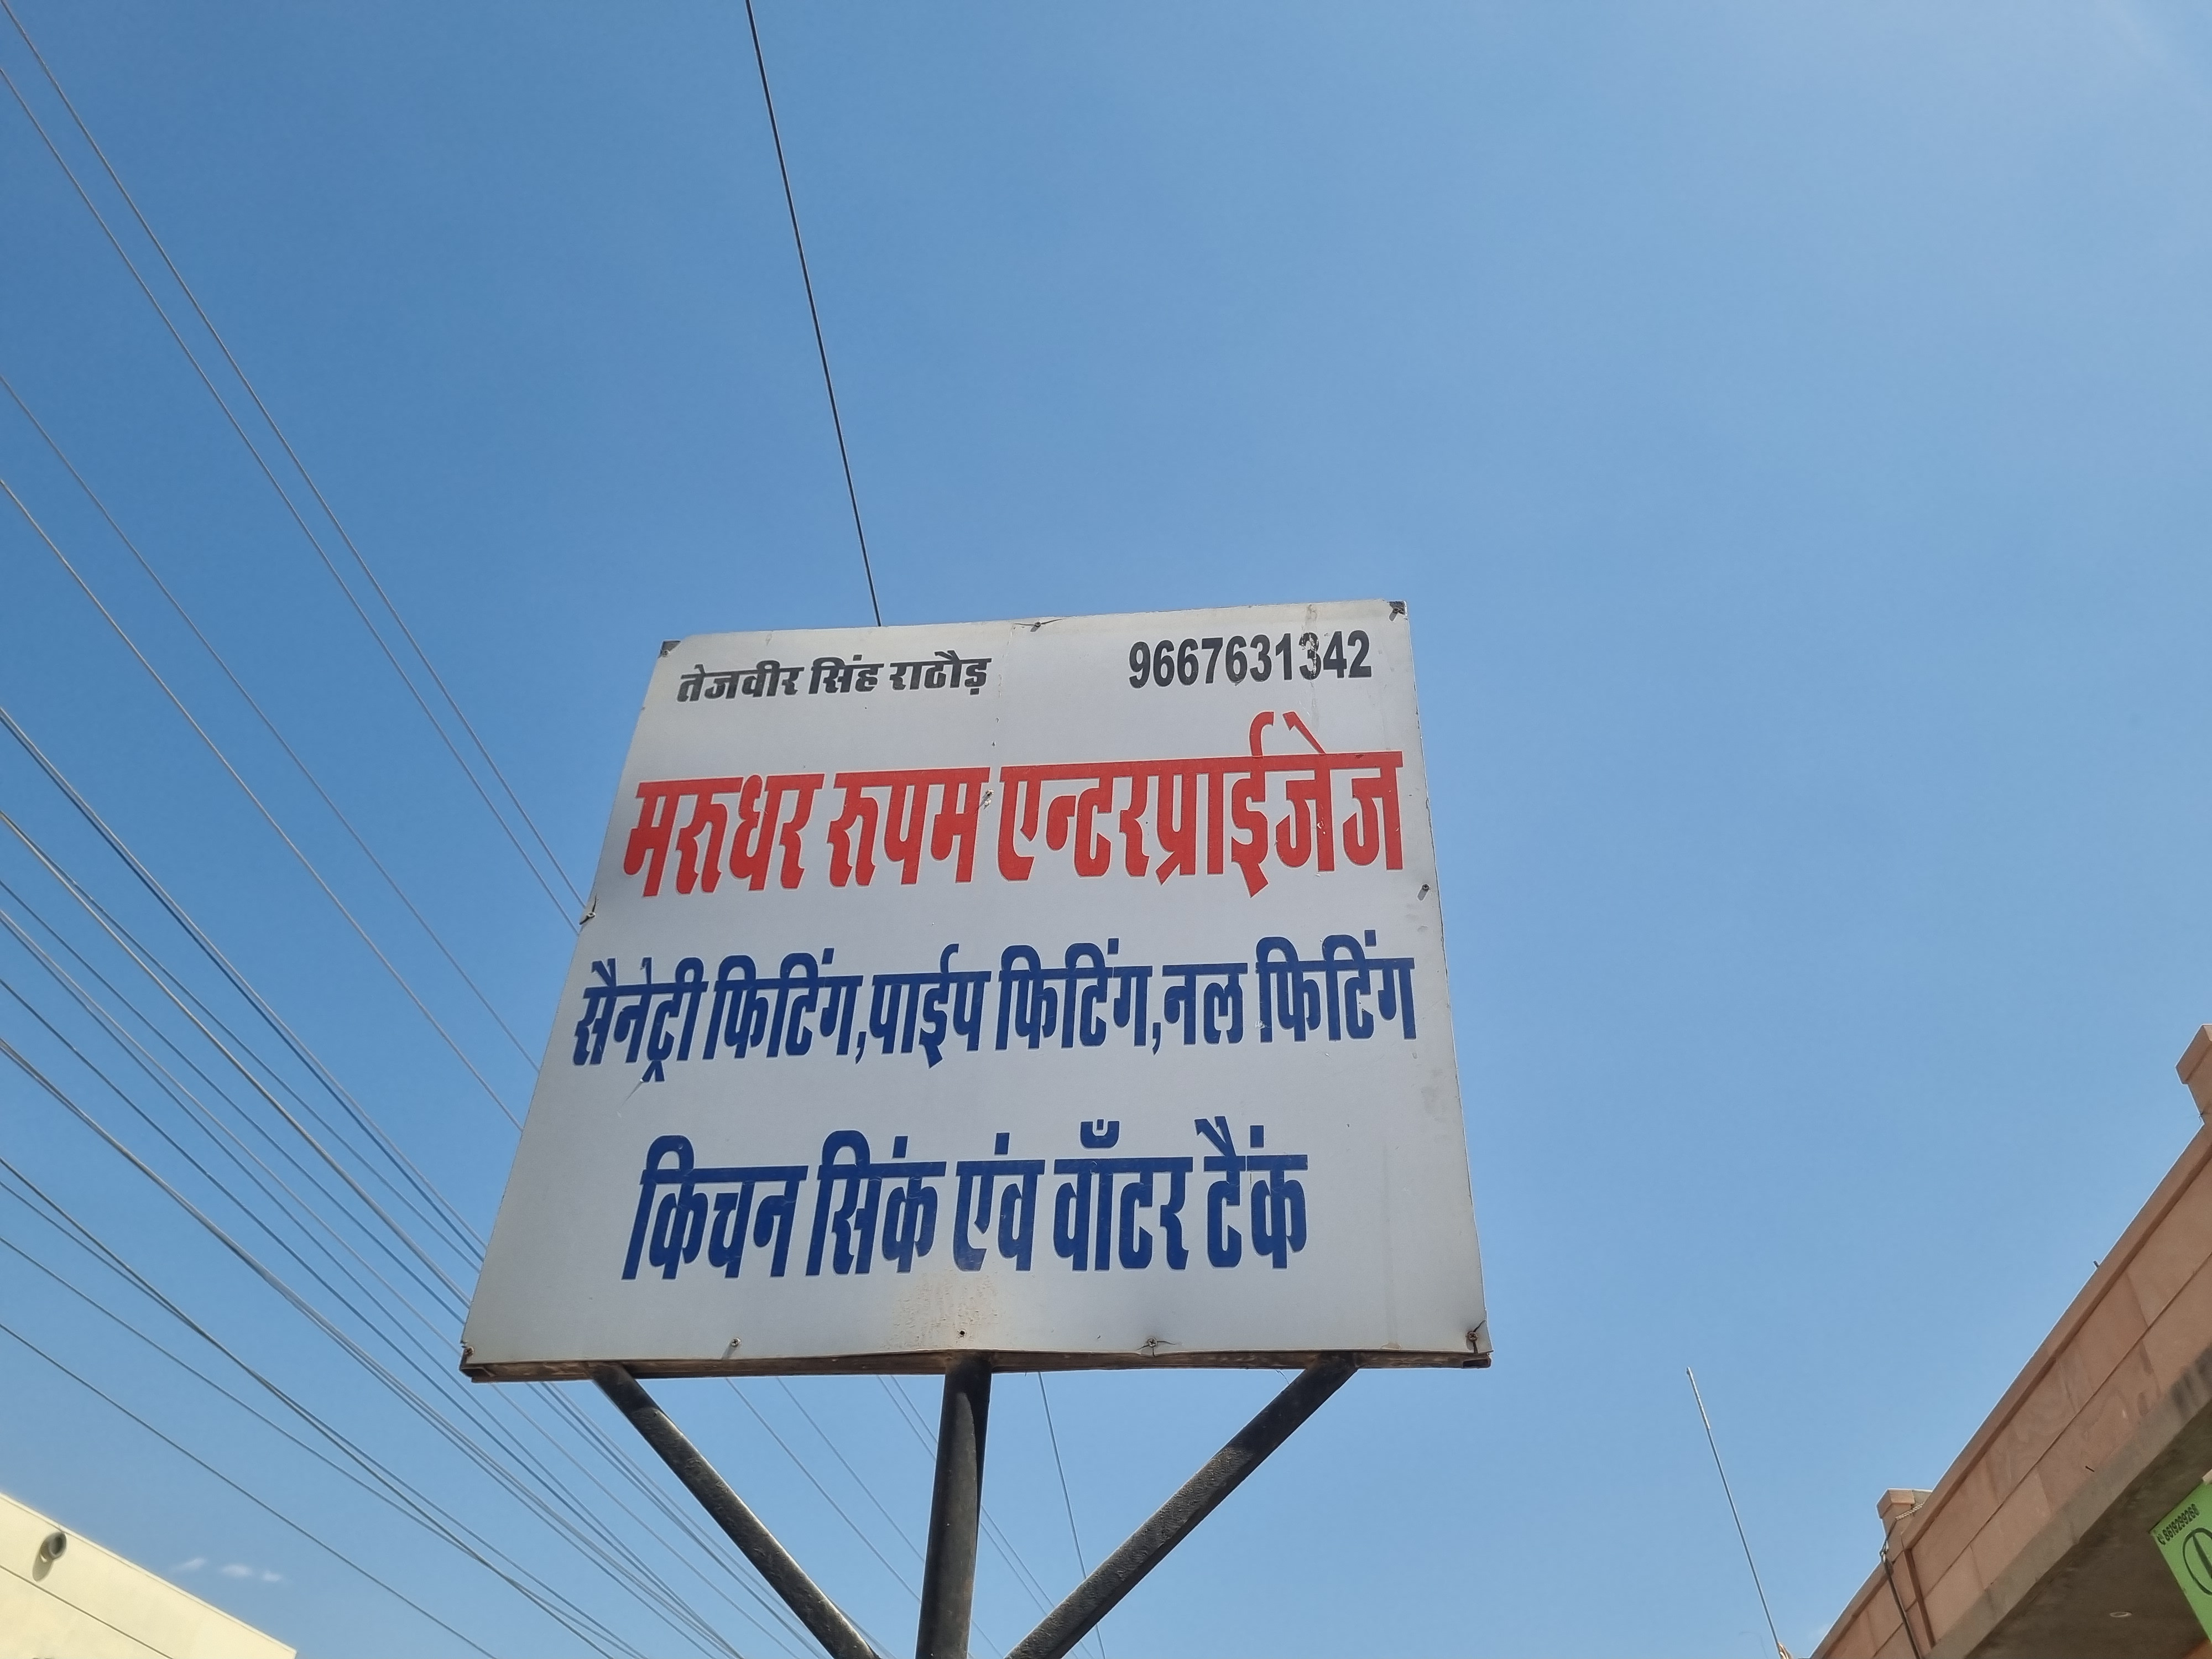 तेजवीर सिंह राठौड़ 9667631342
मरुधर रुपम एन्टरप्राईजेज
सैनेट्री फिटिंग,पाईप फिटिंग,नल फिटिंग
किचन सिंक एंव वॉंटर टैंक